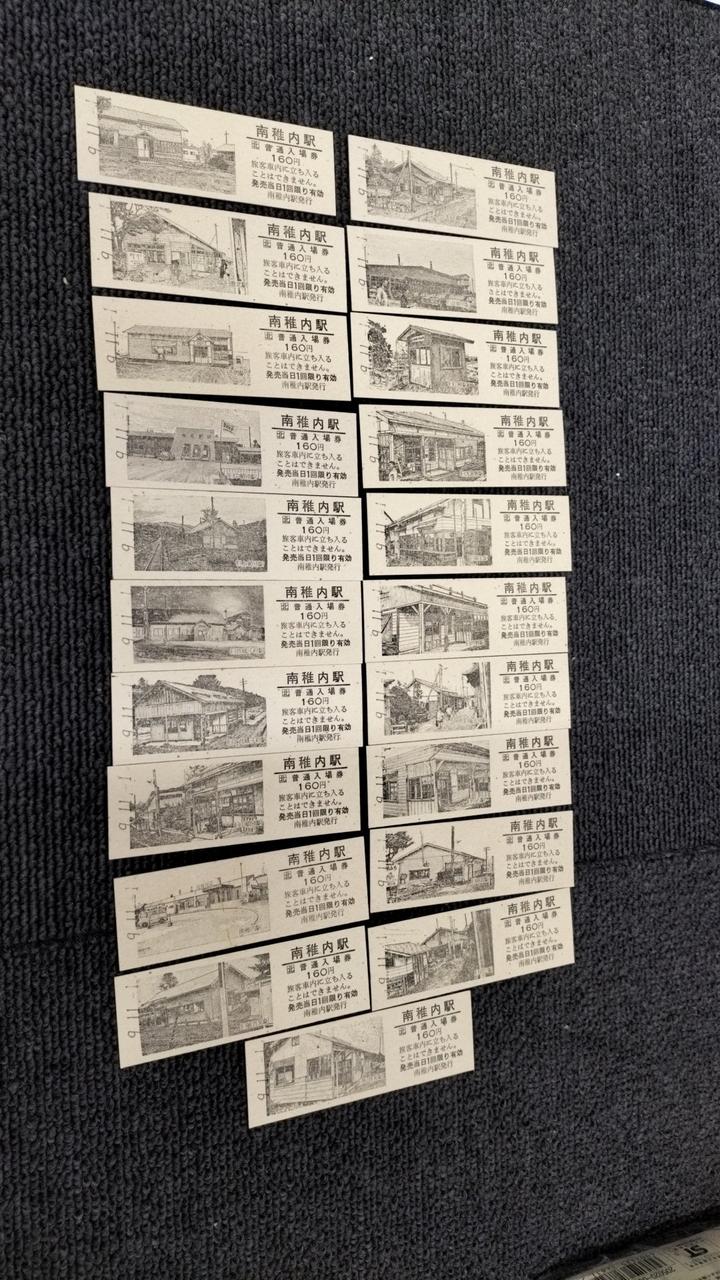 南稚内駅
北 普通入場券
160円
旅客車内に立ち入る
ことはできません。
発売当日1回限り有効
南稚内駅発行
南稚内駅
北 普通入場券
160円
旅客車内に立ち入る
ことはできません。
発売当日1回限り有効
南稚内駅発行
南稚内駅
北 普通入場券
160円
旅客車内に立ち入る
ことはできません。
発売当日1回限り有効
南稚内駅発行
南稚内駅
北 普通入場券
160円
旅客車内に立ち入る
ことはできません。
発売当日1回限り有効
南稚内駅発行
南稚内駅
北 普通入場券
160円
旅客車内に立ち入る
ことはできません。
発売当日1回限り有効
南稚内駅発行
南稚内駅
北 普通入場券
160円
旅客車内に立ち入る
ことはできません。
発売当日1回限り有効
南稚内駅発行
南稚内駅
北 普通入場券
160円
旅客車内に立ち入る
ことはできません。
発売当日1回限り有効
南稚内駅発行
南稚内駅
北 普通入場券
160円
旅客車内に立ち入る
ことはできません。
発売当日1回限り有効
南稚内駅発行
南稚内駅
北 普通入場券
160円
旅客車内に立ち入る
ことはできません。
発売当日1回限り有効
南稚内駅発行
南稚内駅
北 普通入場券
160円
旅客車内に立ち入る
ことはできません。
発売当日1回限り有効
南稚内駅発行
南稚内駅
北 普通入場券
160円
旅客車内に立ち入る
ことはできません。
発売当日1回限り有効
南稚内駅発行
南稚内駅
北 普通入場券
160円
旅客車内に立ち入る
ことはできません。
発売当日1回限り有効
南稚内駅発行
南稚内駅
北 普通入場券
160円
旅客車内に立ち入る
ことはできません。
発売当日1回限り有効
南稚内駅発行
南稚内駅
北 普通入場券
160円
旅客車内に立ち入る
ことはできません。
発売当日1回限り有効
南稚内駅発行
南稚内駅
北 普通入場券
160円
旅客車内に立ち入る
ことはできません。
発売当日1回限り有効
南稚内駅発行
南稚内駅
北 普通入場券
160円
旅客車内に立ち入る
ことはできません。
発売当日1回限り有効
南稚内駅発行
南稚内駅
北 普通入場券
160円
旅客車内に立ち入る
ことはできません。
発売当日1回限り有効
南稚内駅発行
南稚内駅
北 普通入場券
160円
旅客車内に立ち入る
ことはできません。
発売当日1回限り有効
南稚内駅発行
南稚内駅
北 普通入場券
160円
旅客車内に立ち入る
ことはできません。
発売当日1回限り有効
南稚内駅発行
南稚内駅
北 普通入場券
160円
旅客車内に立ち入る
ことはできません。
発売当日1回限り有効
南稚内駅発行
南稚内駅
北 普通入場券
160円
旅客車内に立ち入る
ことはできません。
発売当日1回限り有効
南稚内駅発行
ST